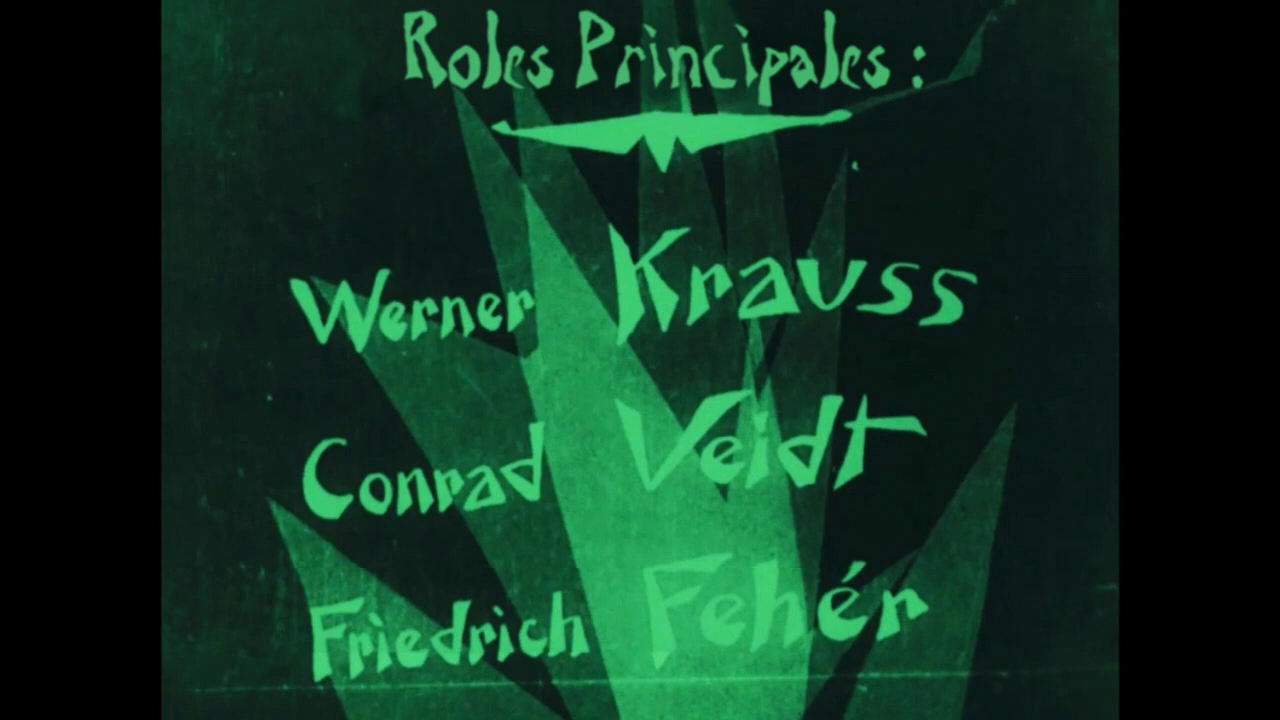 Roles Principales :
Werner Krauss
Conrad Veidt
Friedrich Fehér